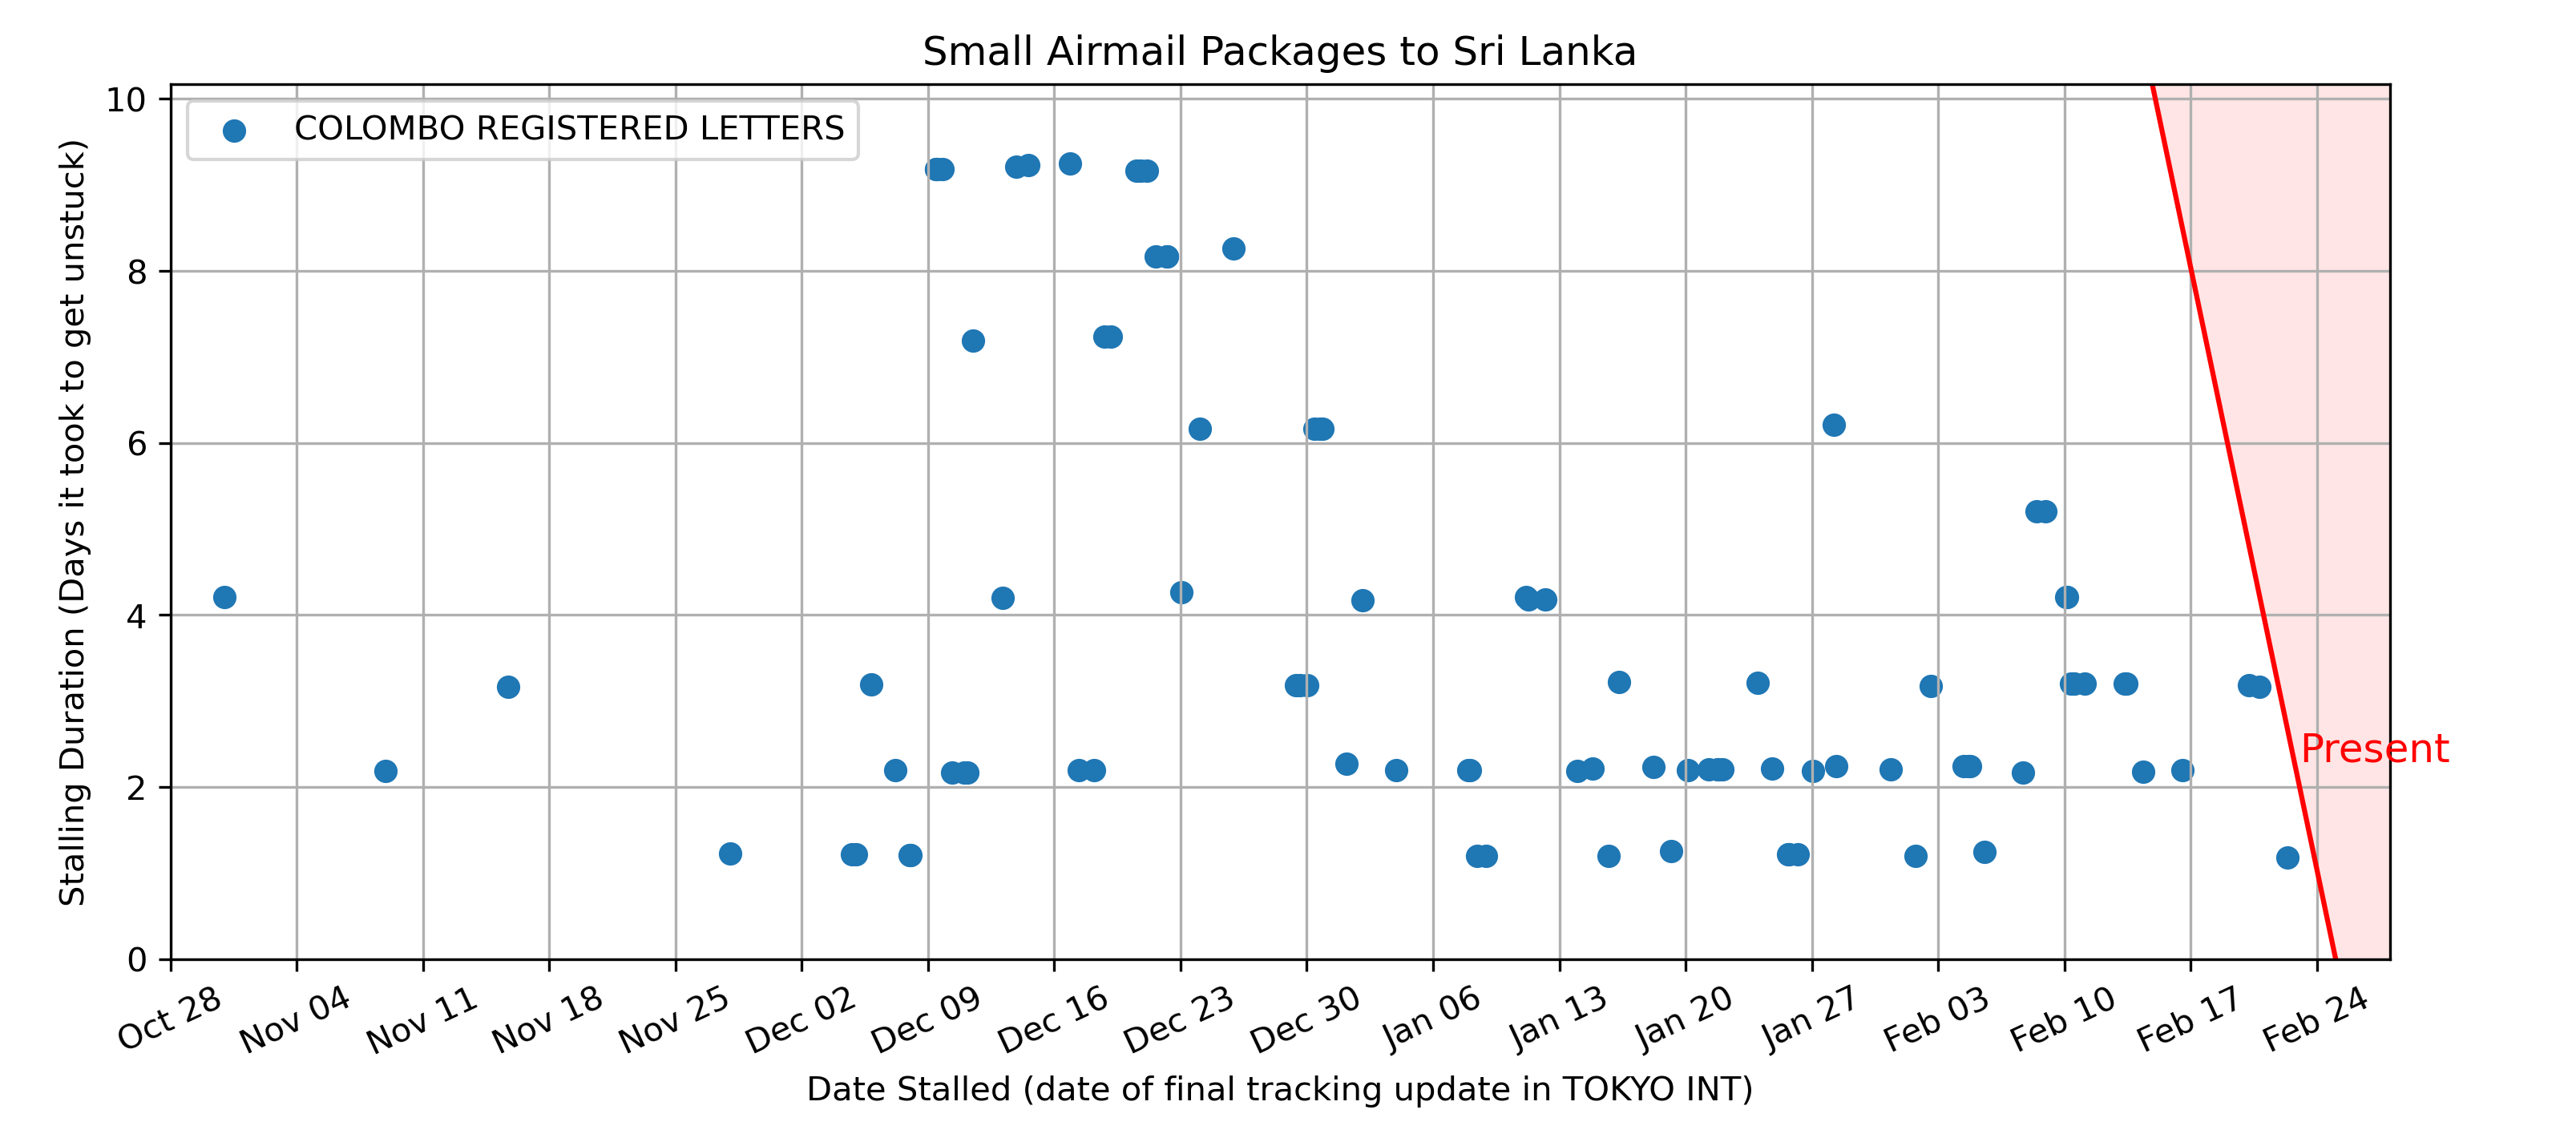 Small Airmail Packages to Sri Lanka
COLOMBO REGISTERED LETTERS
Stalling Duration (Days it took to get unstuck)
10
8
6
4
2
0
Present
Oct 28
Nov 04
Nov 11
Nov 18
Nov 25
Dec 02
Dec 09
Dec 16
Dec 23
Dec 30
Jan 06
Jan 13
Jan 20
Jan 27
Feb 03
Feb 10
Feb 17
Feb 24
Date Stalled (date of final tracking update in TOKYO INT)